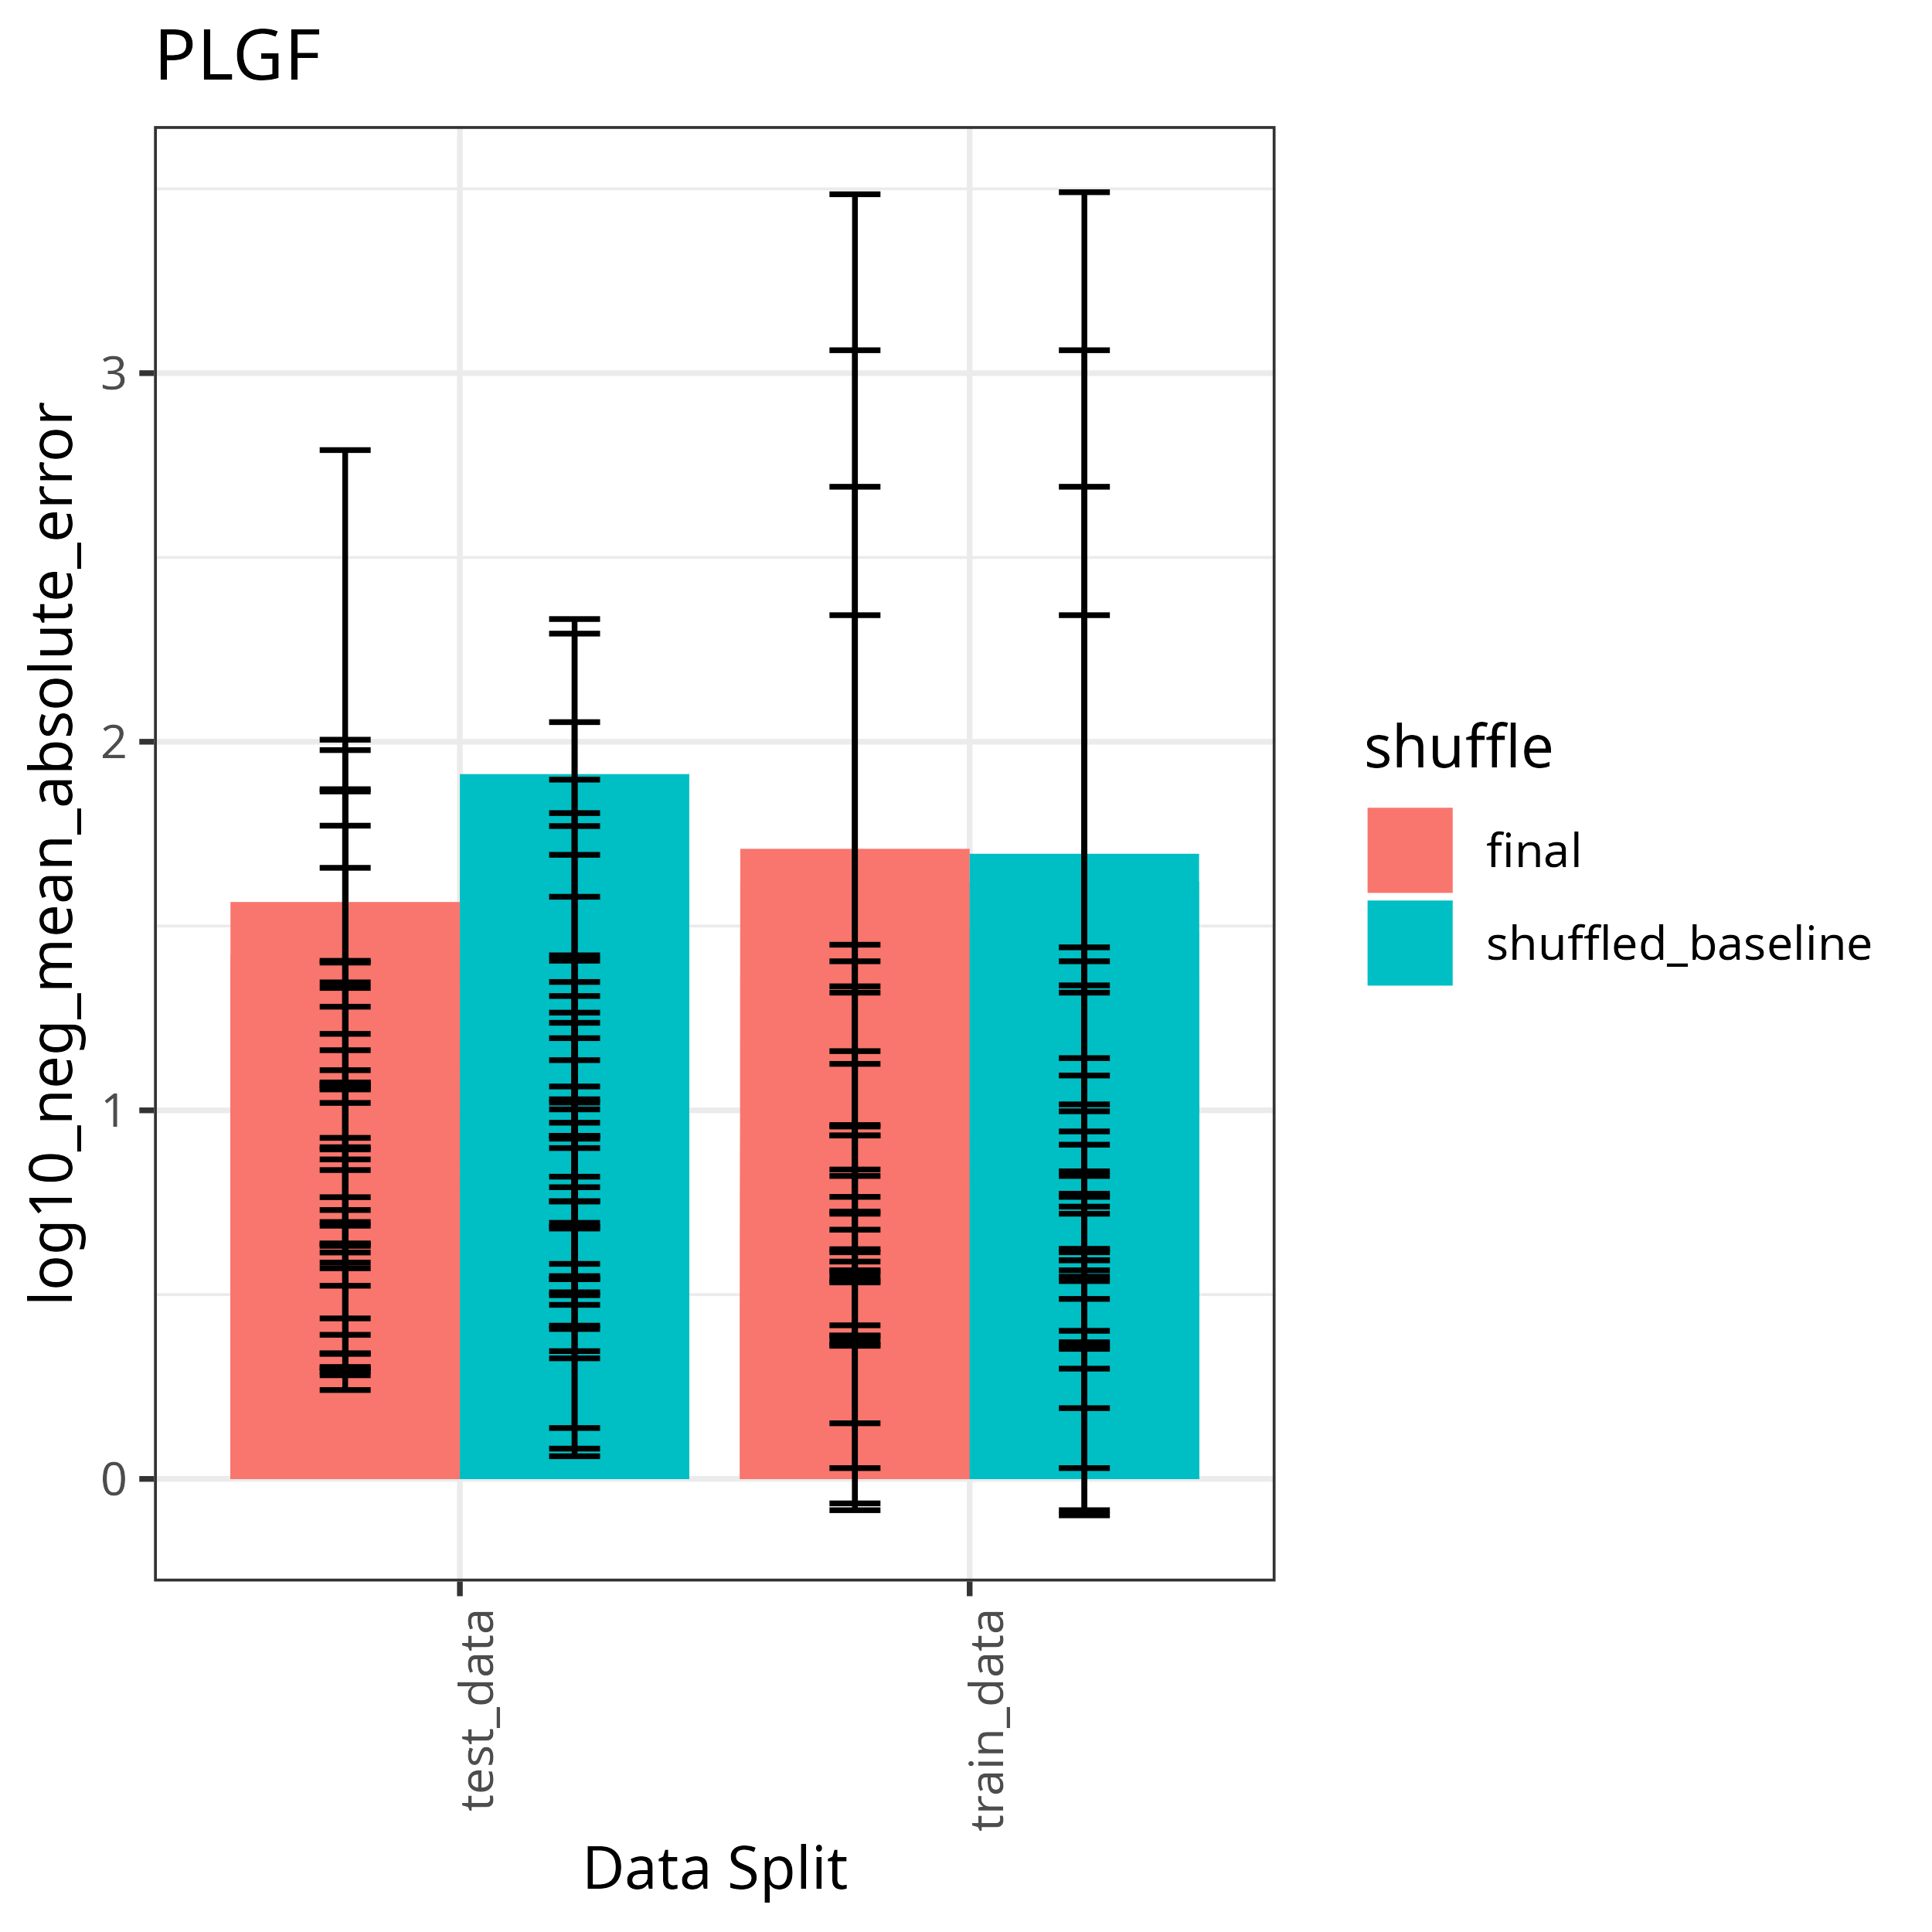 PLGF
log10_neg_mean_absolute_error
3
2
1
0
test_data
train_data
Data Split
shuffle
final
shuffled_baseline